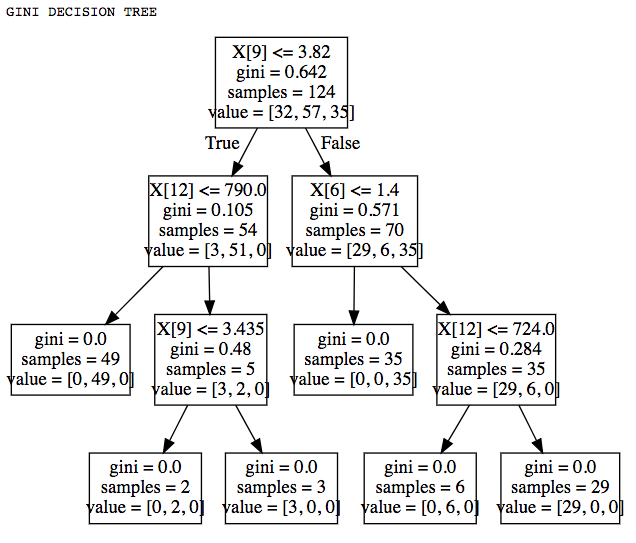 GINI DECISION TREE
X[9] <= 3.82
gini = 0.642
samples = 124
value = [32, 57, 35]
True
False
X[12] <= 790.0
gini = 0.105
samples = 54
value = [3, 51, 0]
X[6] <= 1.4
gini = 0.571
samples = 70
value = [29, 6, 35]
gini = 0.0
samples = 49
value = [0, 49, 0]
X[9] <= 3.435
gini = 0.48
samples = 5
value = [3, 2, 0]
gini = 0.0
samples = 35
value = [0, 0, 35]
X[12] <= 724.0
gini = 0.284
samples = 35
value = [29, 6, 0]
gini = 0.0
samples = 2
value = [0, 2, 0]
gini = 0.0
samples = 3
value = [3, 0, 0]
gini = 0.0
samples = 6
value = [0, 6, 0]
gini = 0.0
samples = 29
value = [29, 0, 0]